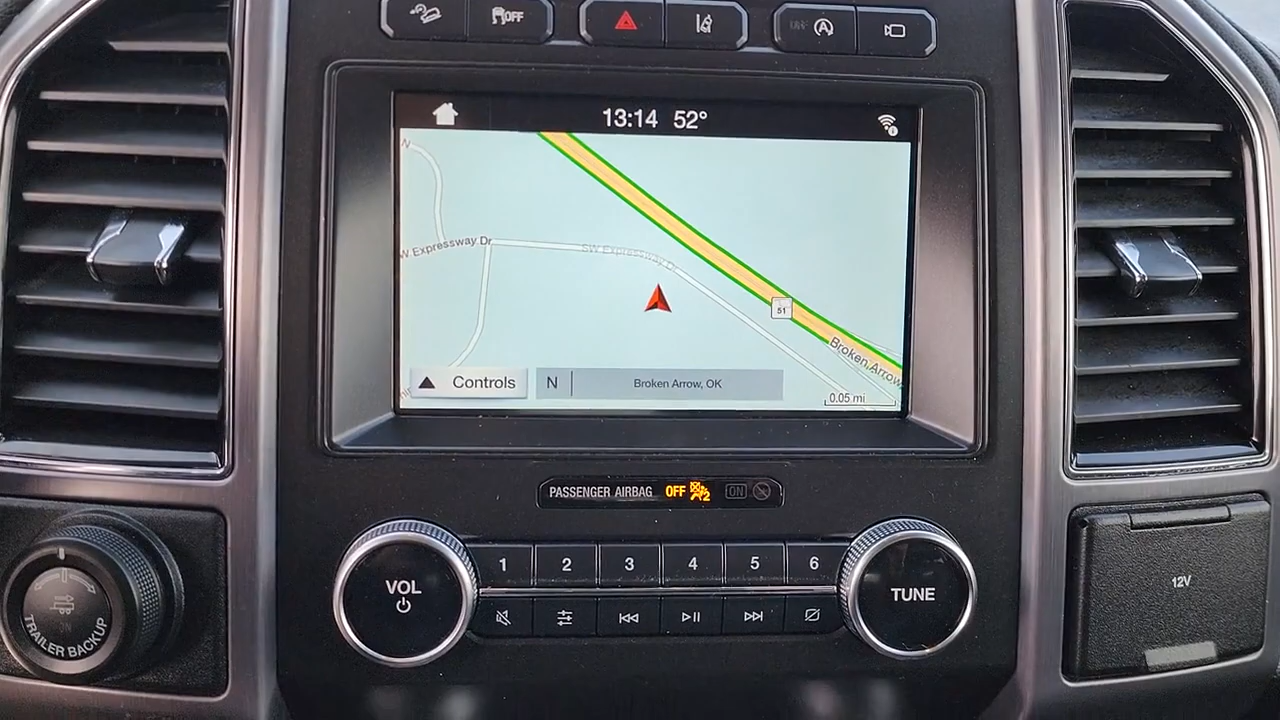 OFF
A
13:14 52°
W Expressway Dr
SW Expressway D
51
Broken Arrow
Controls
N
Broken Arrow, OK
0.05 mi
PASSENGER AIRBAG OFF 2 ON
1 2 3 4 5 6
VOL
TUNE
12V
TRAILER BACKUP